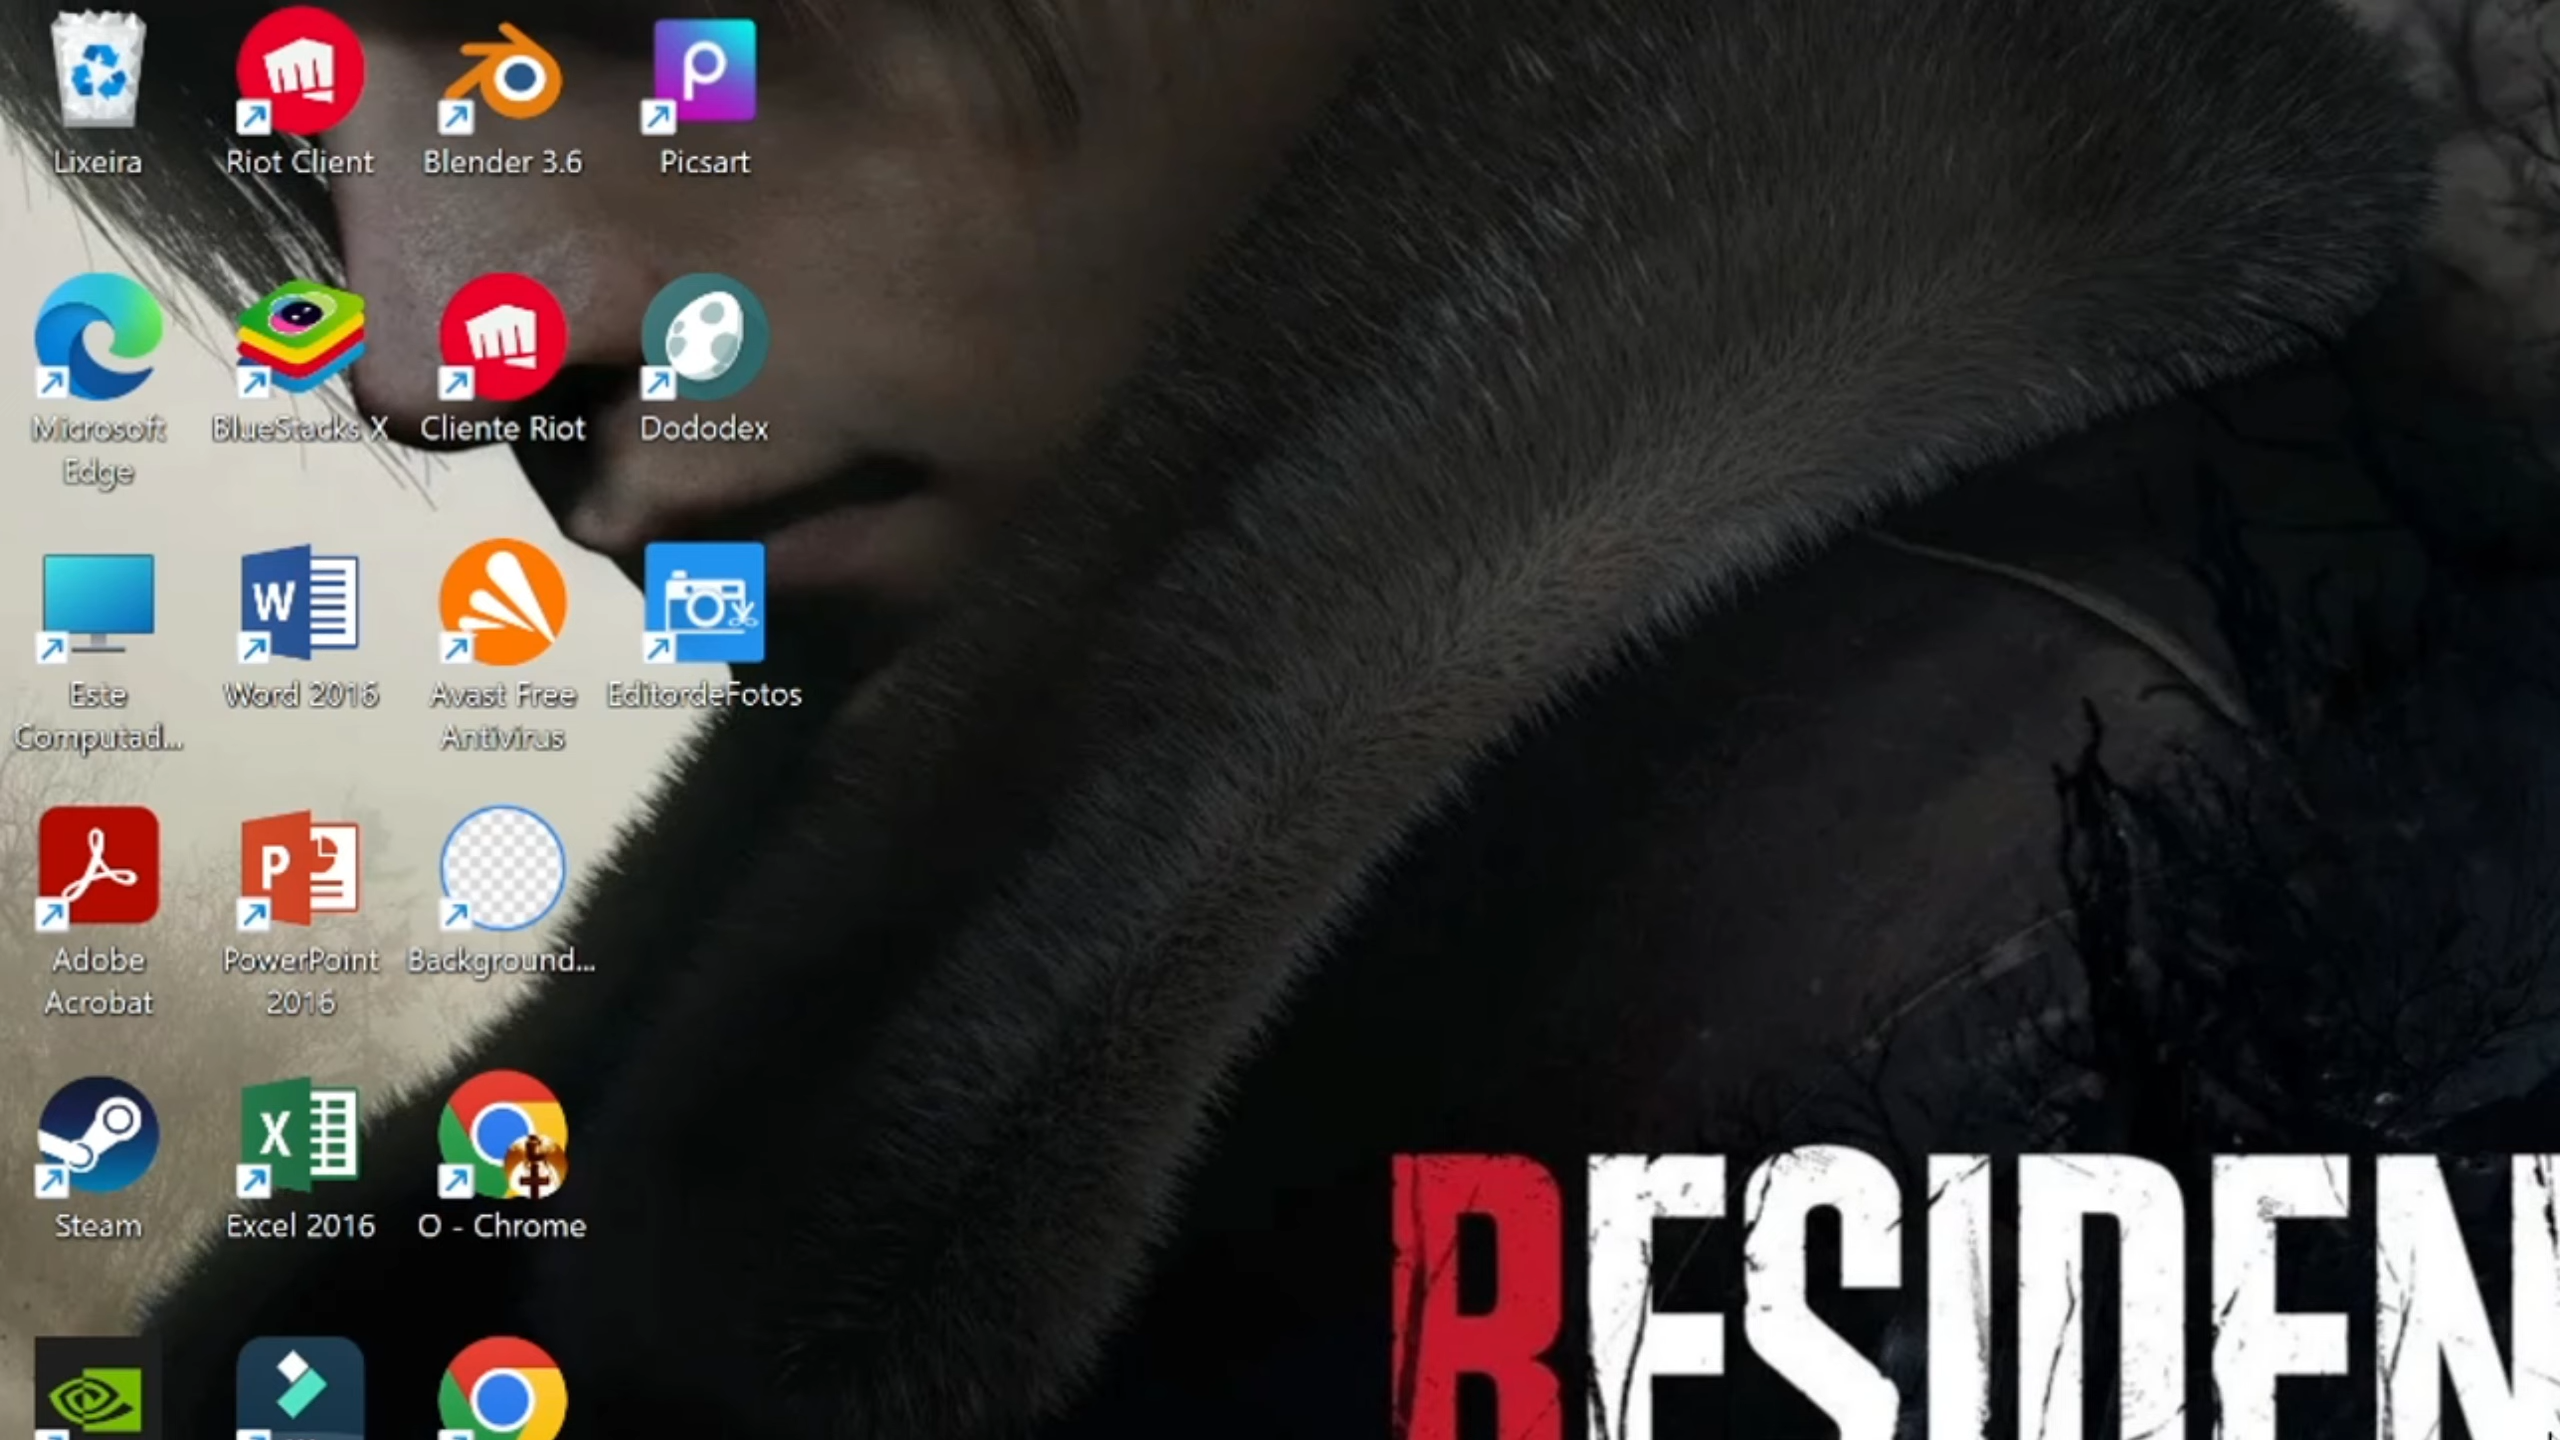 Lixeira
Riot Client
Blender 3.6
Picsart
Microsoft
Edge
BlueStacks X
Cliente Riot
Dododex
Este
Computad...
W
Word 2016
Avast Free
Antivirus
EditordeFotos
Adobe
Acrobat
P
PowerPoint
2016
Background...
Steam
X
Excel 2016
O - Chrome
RESIDEN